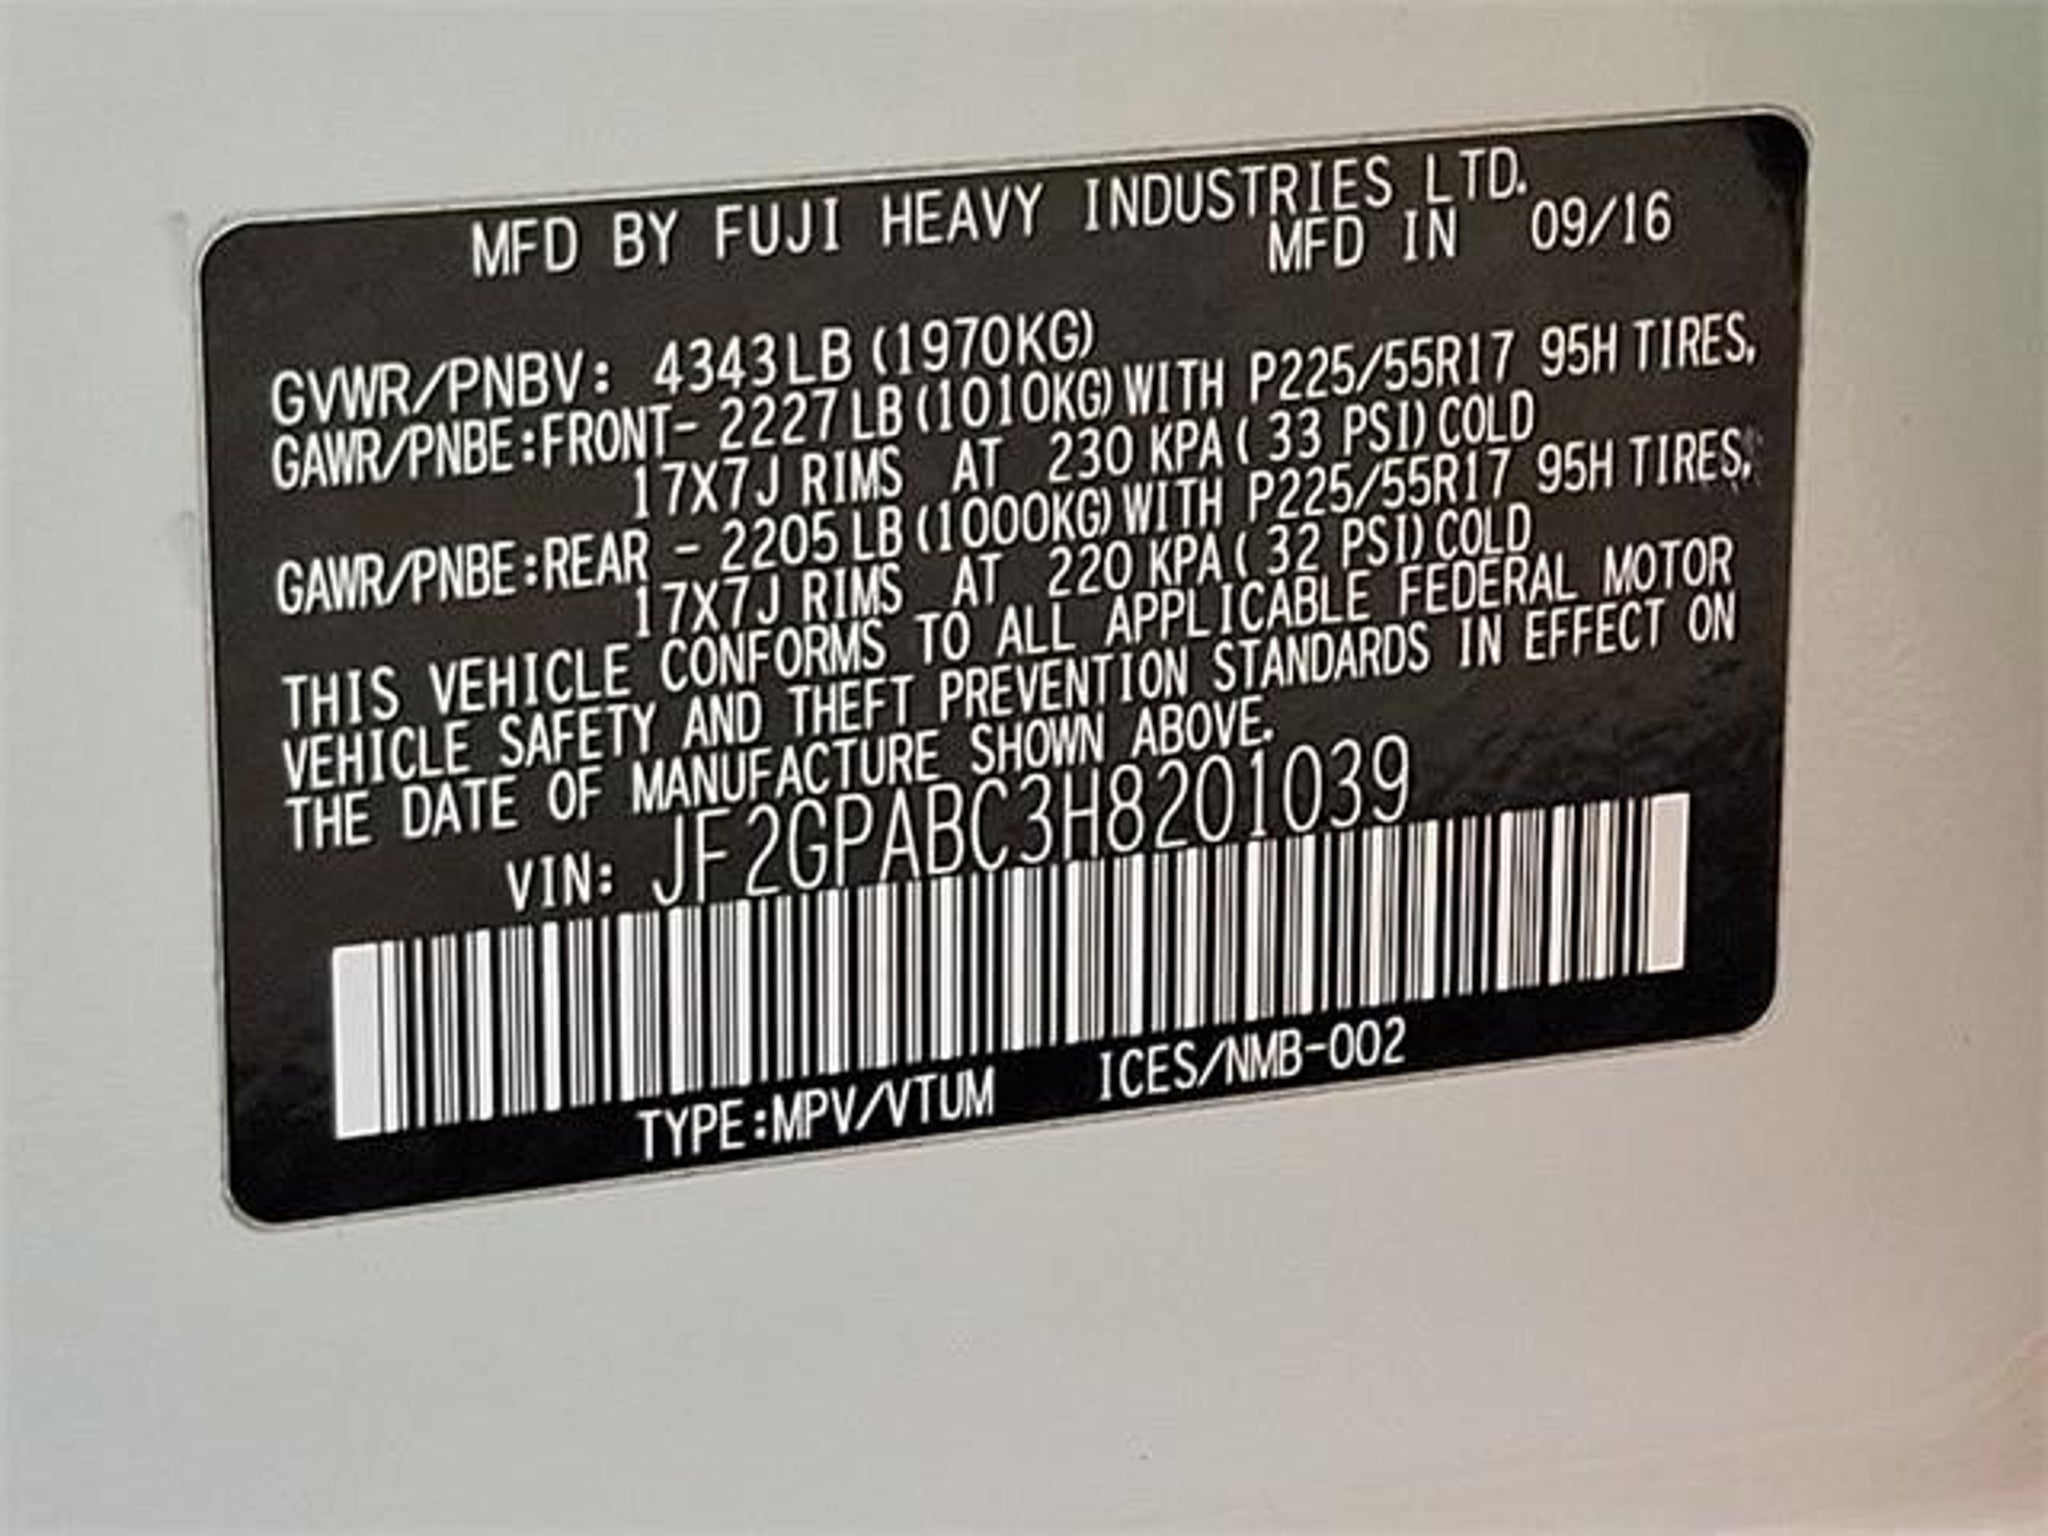 MFD BY FUJI HEAVY INDUSTRIES LTD.
MFD IN 09/16
GVWR/PNBV: 4343LB (1970KG)
GAWR/PNBE:FRONT- 2227LB (1010KG) WITH P225/55R17 95H TIRES,
17X7J RIMS AT 230 KPA ( 33 PSI) COLD
GAWR/PNBE:REAR - 2205LB (1000KG) WITH P225/55R17 95H TIRES,
17X7J RIMS AT 220 KPA ( 32 PSI) COLD
THIS VEHICLE CONFORMS TO ALL APPLICABLE FEDERAL MOTOR
VEHICLE SAFETY AND THEFT PREVENTION STANDARDS IN EFFECT ON
THE DATE OF MANUFACTURE SHOWN ABOVE.
VIN: JF2GPABC3H8201039
TYPE:MPV/VTUM ICES/NMB-002